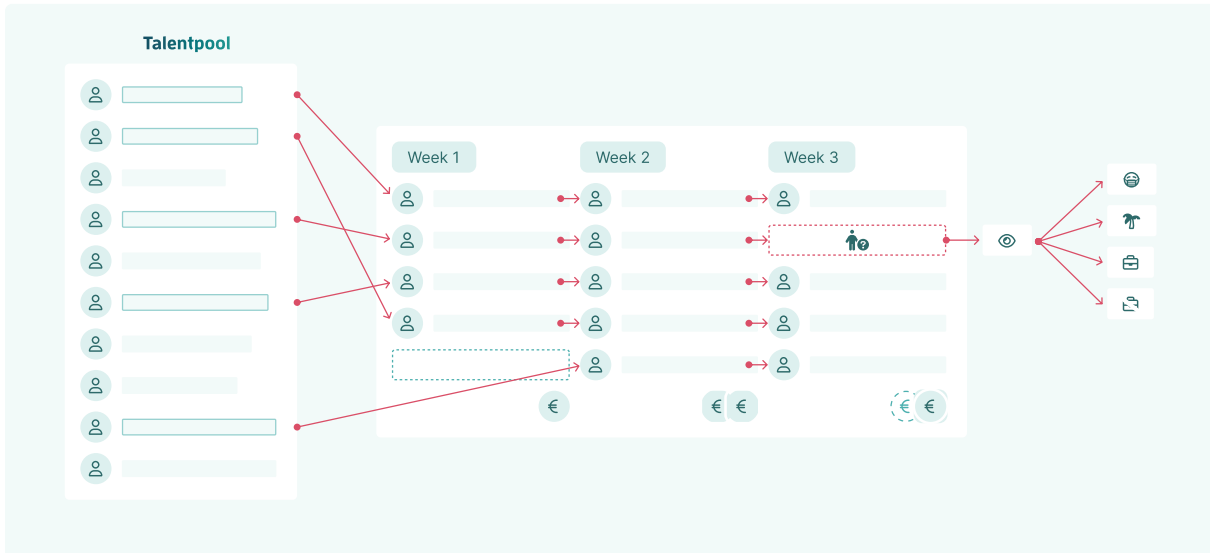 Talentpool
Week 1
Week 2
Week 3
?
€
€ €
€ €